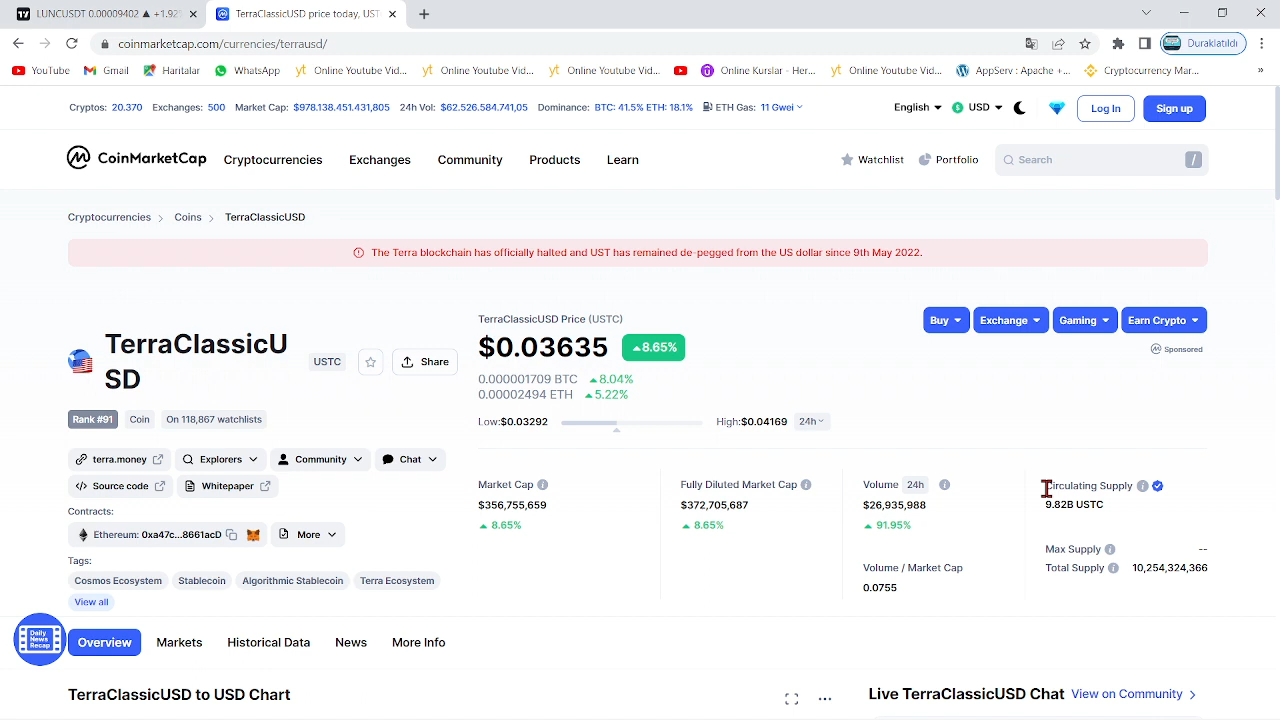 LUNCUSDT 0.00009402 ▲ +1.92%
TerraClassicUSD price today, UST
coinmarketcap.com/currencies/terrausd/
Duraklatıldı
YouTube
Gmail
Haritalar
WhatsApp
Online Youtube Vid...
Online Youtube Vid...
Online Youtube Vid...
Online Kurslar - Her...
Online Youtube Vid...
AppServ : Apache +...
Cryptocurrency Mar...
»
Cryptos: 20.370 Exchanges: 500 Market Cap: $978.138.451.431,805 24h Vol: $62.526.584.741,05 Dominance: BTC: 41.5% ETH: 18.1% ETH Gas: 11 Gwei
English USD
Log In
Sign up
CoinMarketCap
Cryptocurrencies
Exchanges
Community
Products
Learn
Watchlist
Portfolio
Search
/
Cryptocurrencies > Coins > TerraClassicUSD
The Terra blockchain has officially halted and UST has remained de-pegged from the US dollar since 9th May 2022.
TerraClassicU
SD
USTC
Share
Rank #91
Coin
On 118,867 watchlists
terra.money
Explorers
Community
Chat
Source code
Whitepaper
Contracts:
Ethereum: 0xa47c...8661acD
More
Tags:
Cosmos Ecosystem
Stablecoin
Algorithmic Stablecoin
Terra Ecosystem
View all
TerraClassicUSD Price (USTC)
$0.03635
8.65%
0.000001709 BTC 8.04%
0.00002494 ETH 5.22%
Low:$0.03292
High:$0.04169
24h
Buy
Exchange
Gaming
Earn Crypto
Sponsored
Market Cap
$356,755,659
8.65%
Fully Diluted Market Cap
$372,705,687
8.65%
Volume 24h
$26,935,988
91.95%
Volume / Market Cap
0.0755
Circulating Supply
9.82B USTC
Max Supply --
Total Supply 10,254,324,366
Daily
News
Recap
Overview
Markets
Historical Data
News
More Info
TerraClassicUSD to USD Chart
Live TerraClassicUSD Chat
View on Community >